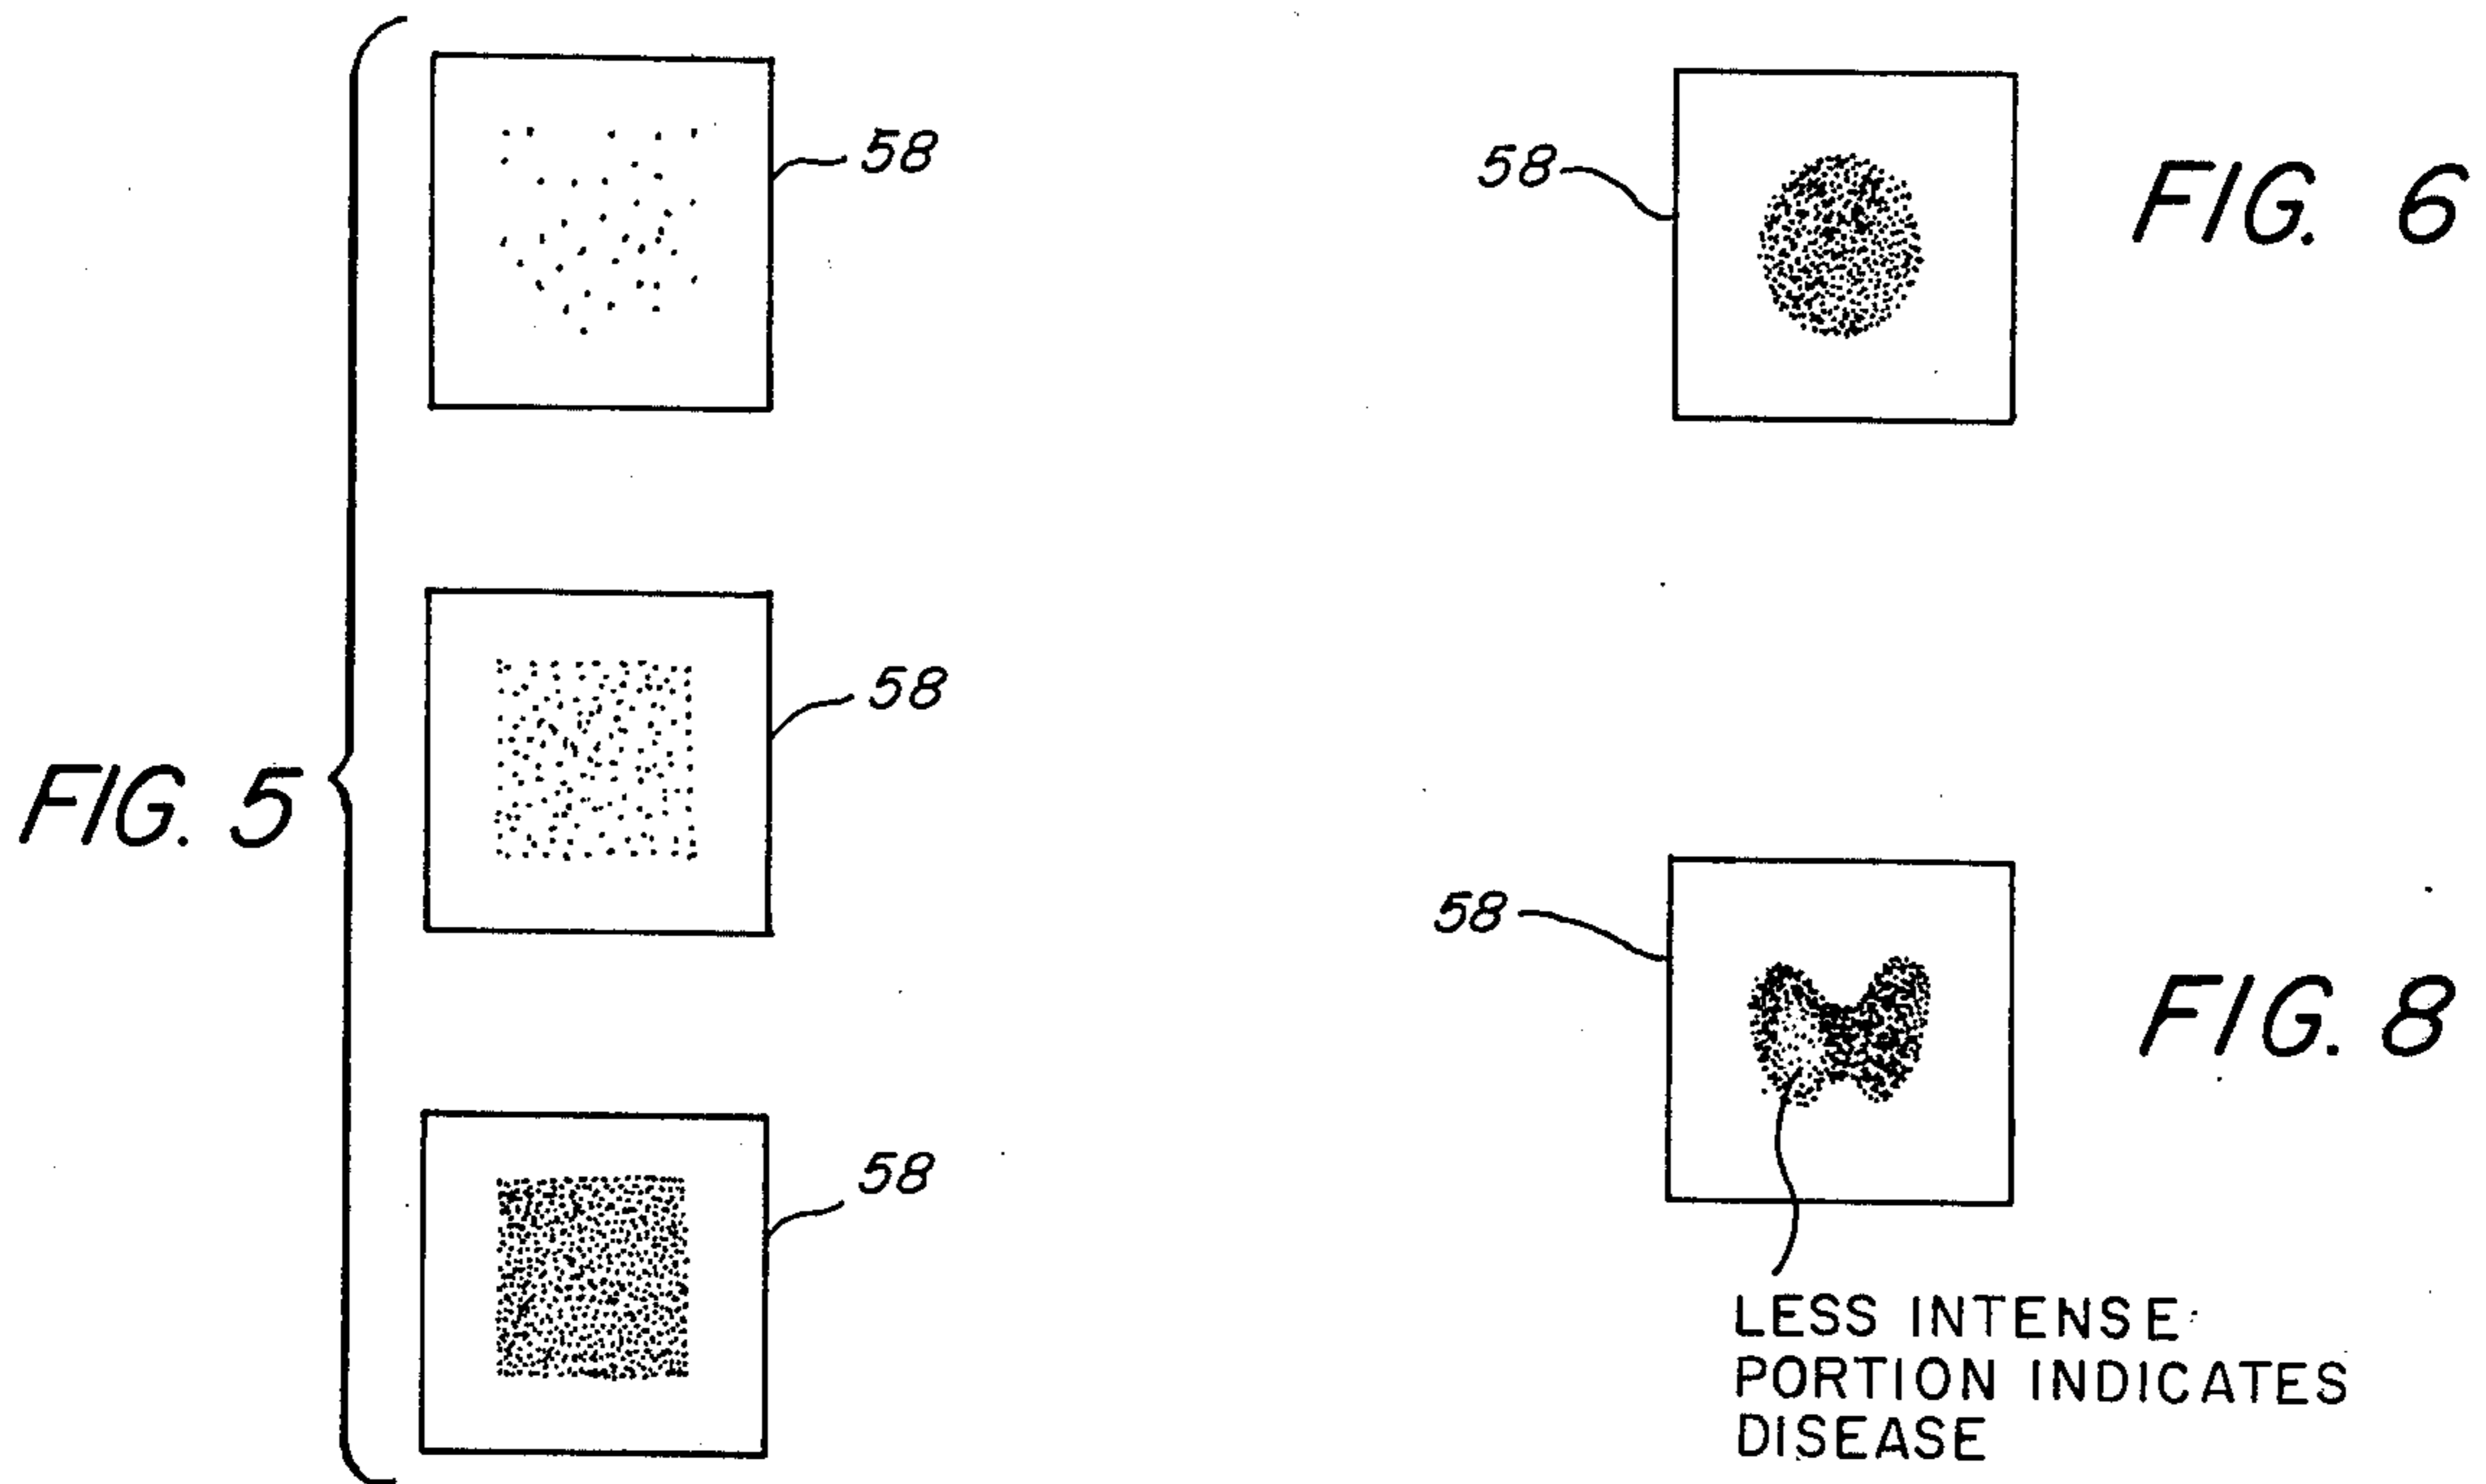 58
FIG. 5
58
58
58
FIG. 6
58
FIG. 8
LESS INTENSE
PORTION INDICATES
DISEASE